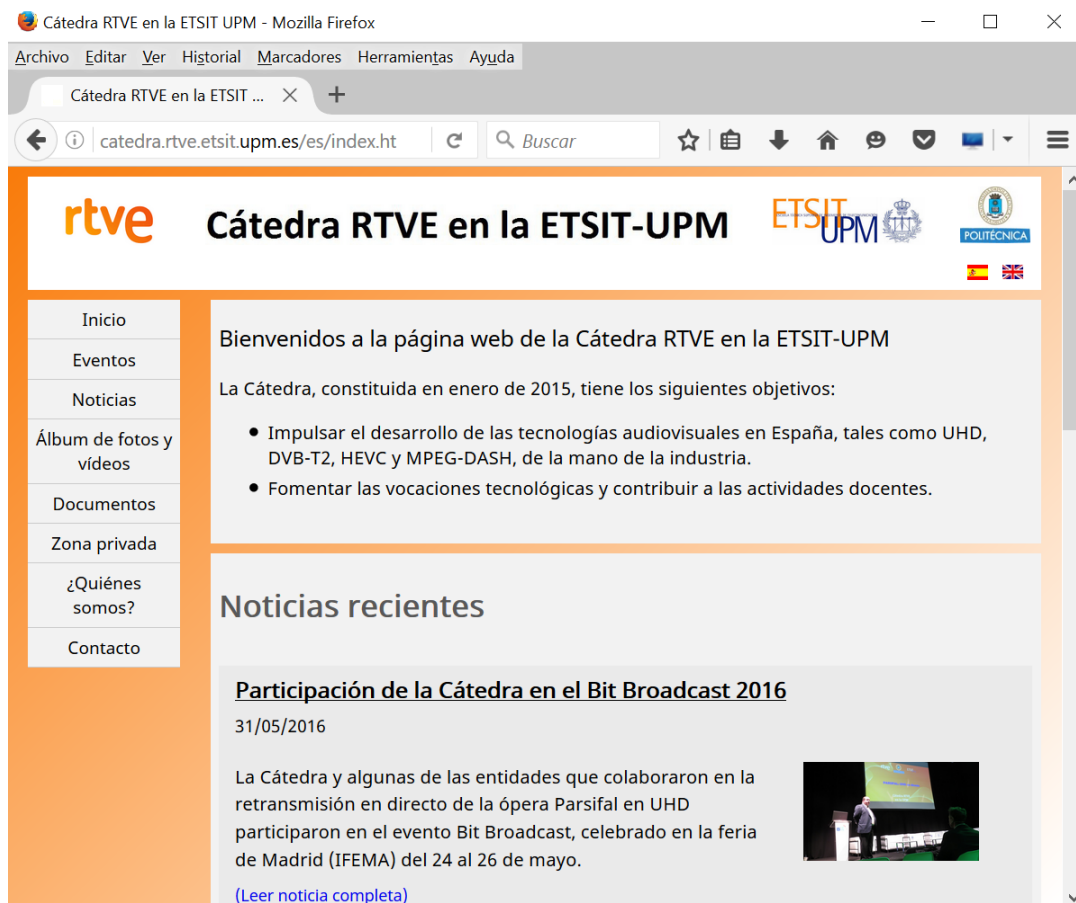 Cátedra RTVE en la ETSIT UPM - Mozilla Firefox
Archivo Editar Ver Historial Marcadores Herramientas Ayuda
Cátedra RTVE en la ETSIT ...
catedra.rtve.etsit.upm.es/es/index.ht
Buscar
rtve
Cátedra RTVE en la ETSIT-UPM
ETSIT
UPM
POLITÉCNICA
Inicio
Eventos
Noticias
Álbum de fotos y
vídeos
Documentos
Zona privada
¿Quiénes
somos?
Contacto
Bienvenidos a la página web de la Cátedra RTVE en la ETSIT-UPM
La Cátedra, constituida en enero de 2015, tiene los siguientes objetivos:
Impulsar el desarrollo de las tecnologías audiovisuales en España, tales como UHD,
DVB-T2, HEVC y MPEG-DASH, de la mano de la industria.
Fomentar las vocaciones tecnológicas y contribuir a las actividades docentes.
Noticias recientes
Participación de la Cátedra en el Bit Broadcast 2016
31/05/2016
La Cátedra y algunas de las entidades que colaboraron en la
retransmisión en directo de la ópera Parsifal en UHD
participaron en el evento Bit Broadcast, celebrado en la feria
de Madrid (IFEMA) del 24 al 26 de mayo.
(Leer noticia completa)